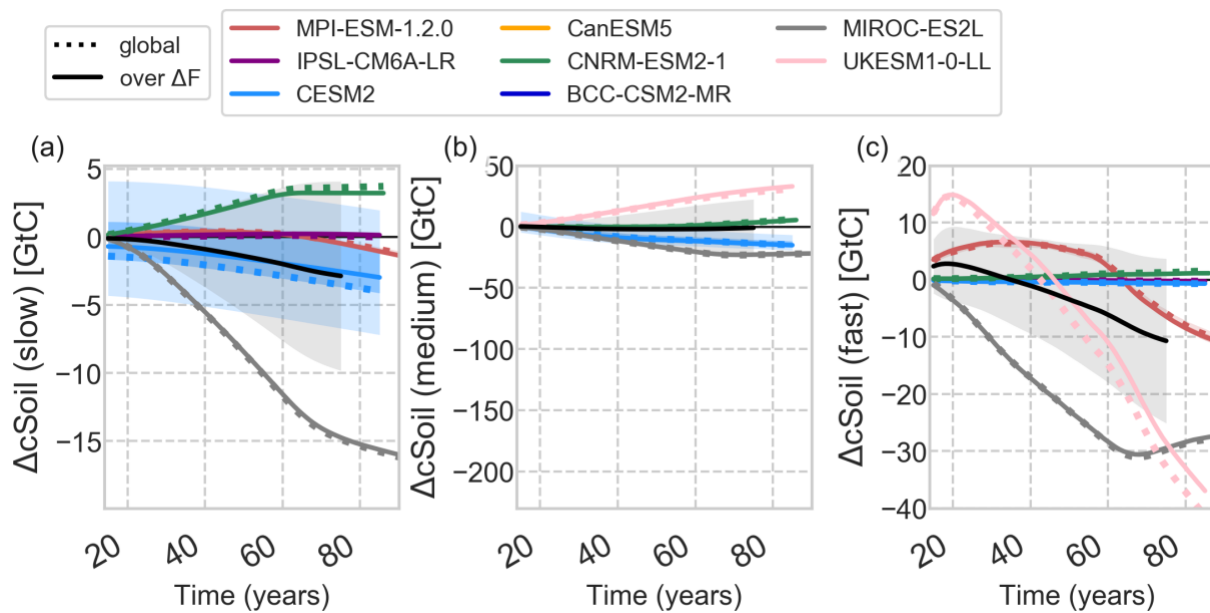 global
over ΔF
MPI-ESM-1.2.0
IPSL-CM6A-LR
CESM2
CanESM5
CNRM-ESM2-1
BCC-CSM2-MR
MIROC-ES2L
UKESM1-0-LL
(a)
ΔcSoil (slow) [GtC]
5
0
−5
−10
−15
20
40
60
80
Time (years)
(b)
ΔcSoil (medium) [GtC]
50
0
−50
−100
−150
−200
20
40
60
80
Time (years)
(c)
ΔcSoil (fast) [GtC]
20
10
0
−10
−20
−30
−40
20
40
60
80
Time (years)